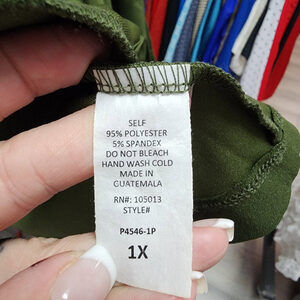 SELF
95% POLYESTER
5% SPANDEX
DO NOT BLEACH
HAND WASH COLD
MADE IN
GUATEMALA
RN#: 105013
STYLE#
P4546-1P
1X